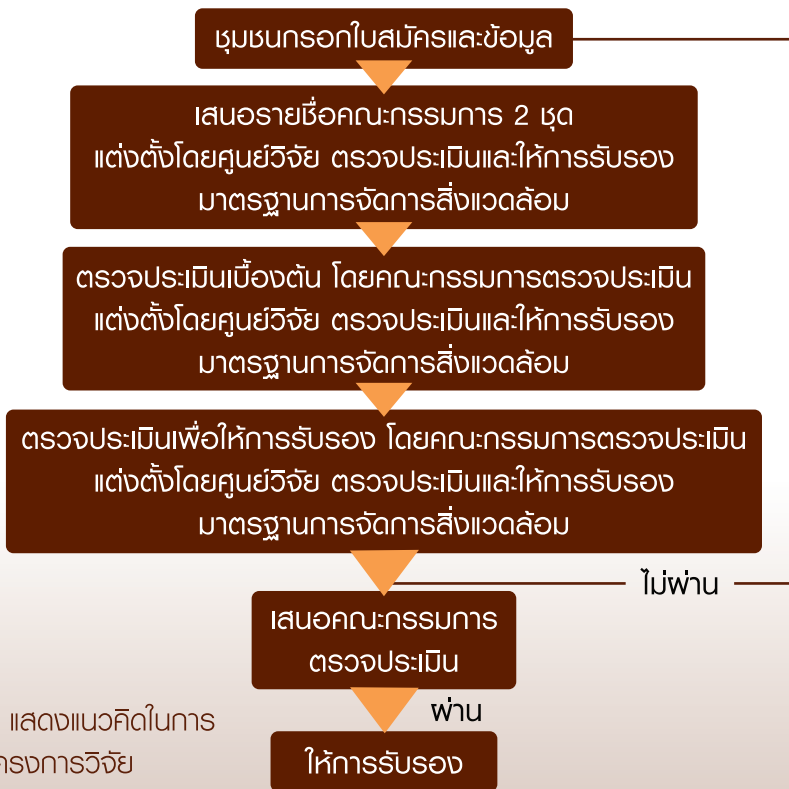 ชุมชนกรอกใบสมัครและข้อมูล
เสนอรายชื่อคณะกรรมการ 2 ชุด
แต่งตั้งโดยศูนย์วิจัย ตรวจประเมินและให้การรับรอง
มาตรฐานการจัดการสิ่งแวดล้อม
ตรวจประเมินเบื้องต้น โดยคณะกรรมการตรวจประเมิน
แต่งตั้งโดยศูนย์วิจัย ตรวจประเมินและให้การรับรอง
มาตรฐานการจัดการสิ่งแวดล้อม
ตรวจประเมินเพื่อให้การรับรอง โดยคณะกรรมการตรวจประเมิน
แต่งตั้งโดยศูนย์วิจัย ตรวจประเมินและให้การรับรอง
มาตรฐานการจัดการสิ่งแวดล้อม
ไม่ผ่าน
เสนอคณะกรรมการ
ตรวจประเมิน
ผ่าน
ให้การรับรอง
แสดงแนวคิดในการ
ครงการวิจัย